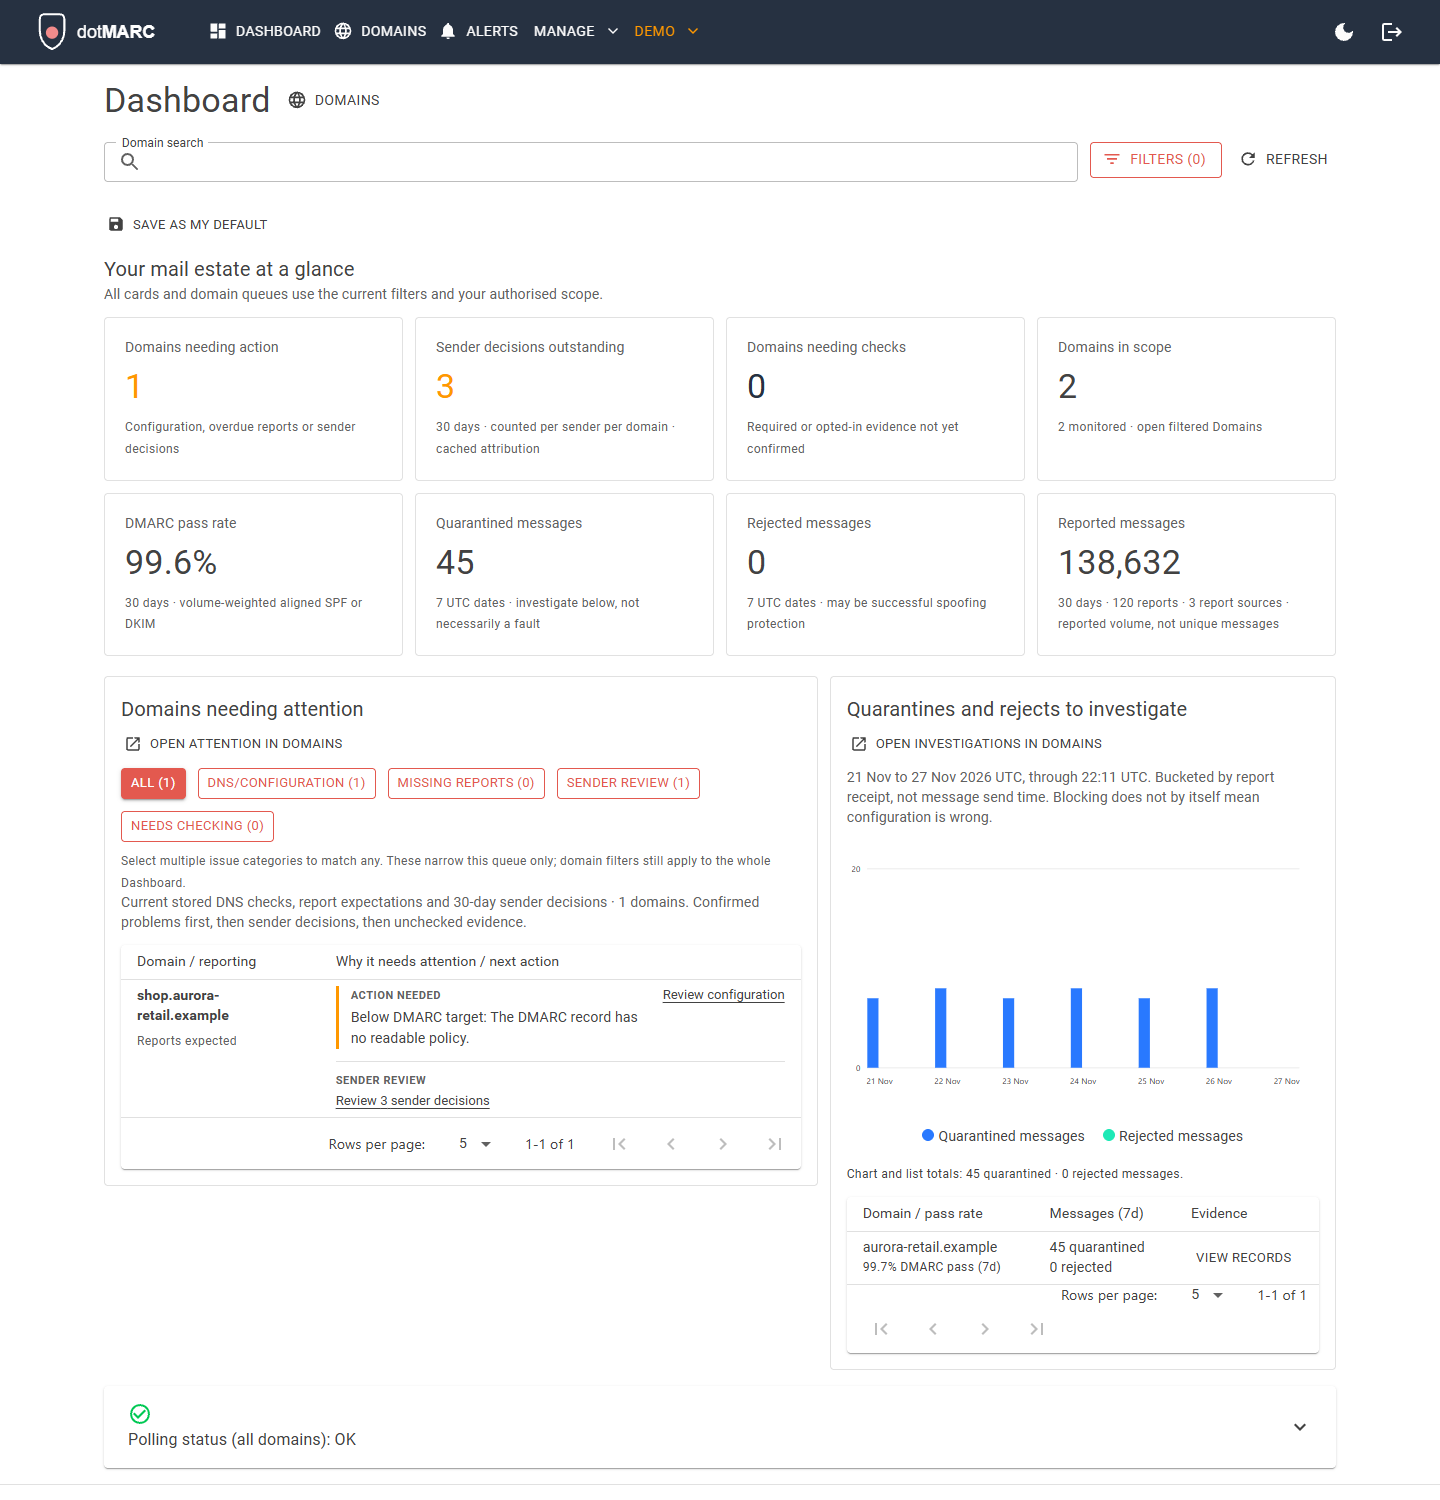 dotMARC
DASHBOARD
DOMAINS
ALERTS
MANAGE
DEMO
Dashboard
DOMAINS
Domain search
FILTERS (0)
REFRESH
SAVE AS MY DEFAULT
Your mail estate at a glance
All cards and domain queues use the current filters and your authorised scope.
Domains needing action
1
Configuration, overdue reports or sender
decisions
Sender decisions outstanding
3
30 days · counted per sender per domain ·
cached attribution
Domains needing checks
0
Required or opted-in evidence not yet
confirmed
Domains in scope
2
2 monitored · open filtered Domains
DMARC pass rate
99.6%
30 days · volume-weighted aligned SPF or
DKIM
Quarantined messages
45
7 UTC dates · investigate below, not
necessarily a fault
Rejected messages
0
7 UTC dates · may be successful spoofing
protection
Reported messages
138,632
30 days · 120 reports · 3 report sources ·
reported volume, not unique messages
Domains needing attention
OPEN ATTENTION IN DOMAINS
ALL (1)
DNS/CONFIGURATION (1)
MISSING REPORTS (0)
SENDER REVIEW (1)
NEEDS CHECKING (0)
Select multiple issue categories to match any. These narrow this queue only; domain filters still apply to the whole
Dashboard.
Current stored DNS checks, report expectations and 30-day sender decisions · 1 domains. Confirmed
problems first, then sender decisions, then unchecked evidence.
Domain / reporting
Why it needs attention / next action
shop.aurora-
retail.example
Reports expected
ACTION NEEDED
Below DMARC target: The DMARC record has
no readable policy.
Review configuration
SENDER REVIEW
Review 3 sender decisions
Rows per page:
5
1-1 of 1
Quarantines and rejects to investigate
OPEN INVESTIGATIONS IN DOMAINS
21 Nov to 27 Nov 2026 UTC, through 22:11 UTC. Bucketed by report
receipt, not message send time. Blocking does not by itself mean
configuration is wrong.
20
0
21 Nov
22 Nov
23 Nov
24 Nov
25 Nov
26 Nov
27 Nov
Quarantined messages
Rejected messages
Chart and list totals: 45 quarantined · 0 rejected messages.
Domain / pass rate
Messages (7d)
Evidence
aurora-retail.example
99.7% DMARC pass (7d)
45 quarantined
0 rejected
VIEW RECORDS
Rows per page:
5
1-1 of 1
Polling status (all domains): OK